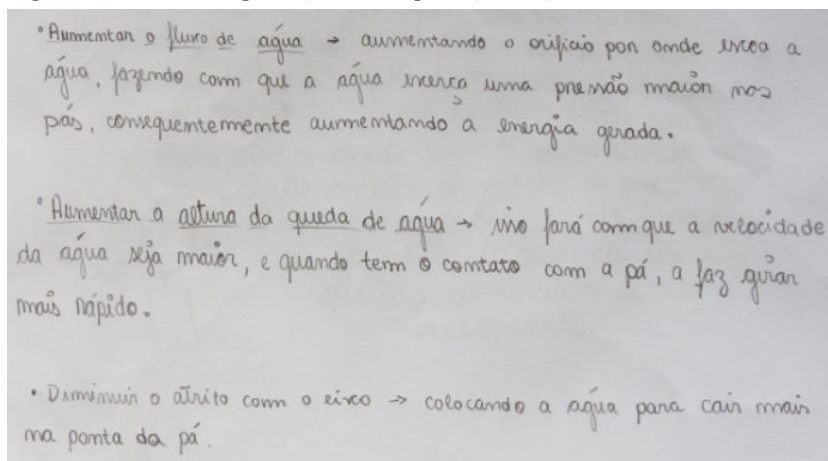 • Aumentar o fluxo de água → aumentando o orifício por onde escoa a
água, fazendo com que a água exerça uma pressão maior nas
pás, consequentemente aumentando a energia gerada.
• Aumentar a altura da queda de água → isso fará com que a velocidade
da água seja maior, e quando tem o contato com a pá, a faz girar
mais rápido.
• Diminuir o atrito com o eixo → colocando a água para cair mais
na ponta da pá.